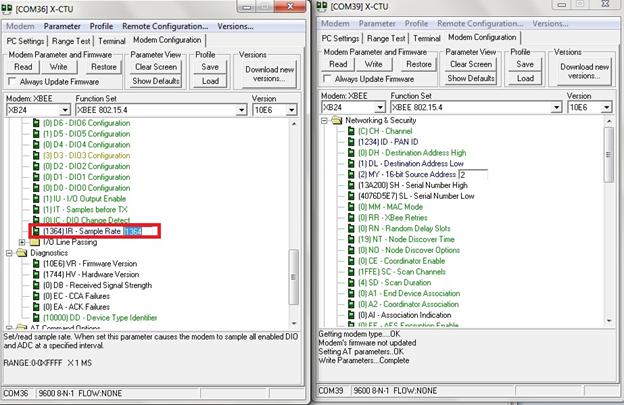 [COM36] X-CTU
Modem Parameter Profile Remote Configuration... Versions...
PC Settings Range Test Terminal Modem Configuration
Modem Parameter and Firmware Parameter View Profile Versions
Read Write Restore Clear Screen Save Download new
versions...
Always Update Firmware Show Defaults Load
Modem: XBEE Function Set Version
XB24 XBEE 802.15.4 10E6
(0) D6 - DIO6 Configuration
(1) D5 - DIO5 Configuration
(0) D4 - DIO4 Configuration
(3) D3 - DIO3 Configuration
(0) D2 - DIO2 Configuration
(0) D1 - DIO1 Configuration
(0) D0 - DIO0 Configuration
(1) IU - I/O Output Enable
(1) IT - Samples before TX
(0) IC - DIO Change Detect
(1364) IR - Sample Rate 1364
I/O Line Passing
Diagnostics
(10E6) VR - Firmware Version
(1744) HV - Hardware Version
(0) DB - Received Signal Strength
(0) EC - CCA Failures
(0) EA - ACK Failures
(10000) DD - Device Type Identifier
AT Command Options
Set/read sample rate. When set this parameter causes the modem to sample all enabled DIO
and ADC at a specified interval.
RANGE:0-0XFFFF X 1 MS
COM36 9600 8-N-1 FLOW:NONE
[COM39] X-CTU
Modem Parameter Profile Remote Configuration... Versions...
PC Settings Range Test Terminal Modem Configuration
Modem Parameter and Firmware Parameter View Profile Versions
Read Write Restore Clear Screen Save Download new
versions...
Always Update Firmware Show Defaults Load
Modem: XBEE Function Set Version
XB24 XBEE 802.15.4 10E6
Networking & Security
(C) CH - Channel
(1234) ID - PAN ID
(0) DH - Destination Address High
(1) DL - Destination Address Low
(2) MY - 16-bit Source Address 2
(13A200) SH - Serial Number High
(4076D5E7) SL - Serial Number Low
(0) MM - MAC Mode
(0) RR - XBee Retries
(0) RN - Random Delay Slots
(19) NT - Node Discover Time
(0) NO - Node Discover Options
(0) CE - Coordinator Enable
(1FFE) SC - Scan Channels
(4) SD - Scan Duration
(0) A1 - End Device Association
(0) A2 - Coordinator Association
(0) AI - Association Indication
(0) EE - AES Encryption Enable
Getting modem type....OK
Modem's firmware not updated
Setting AT parameters..OK
Write Parameters...Complete
COM39 9600 8-N-1 FLOW:NONE